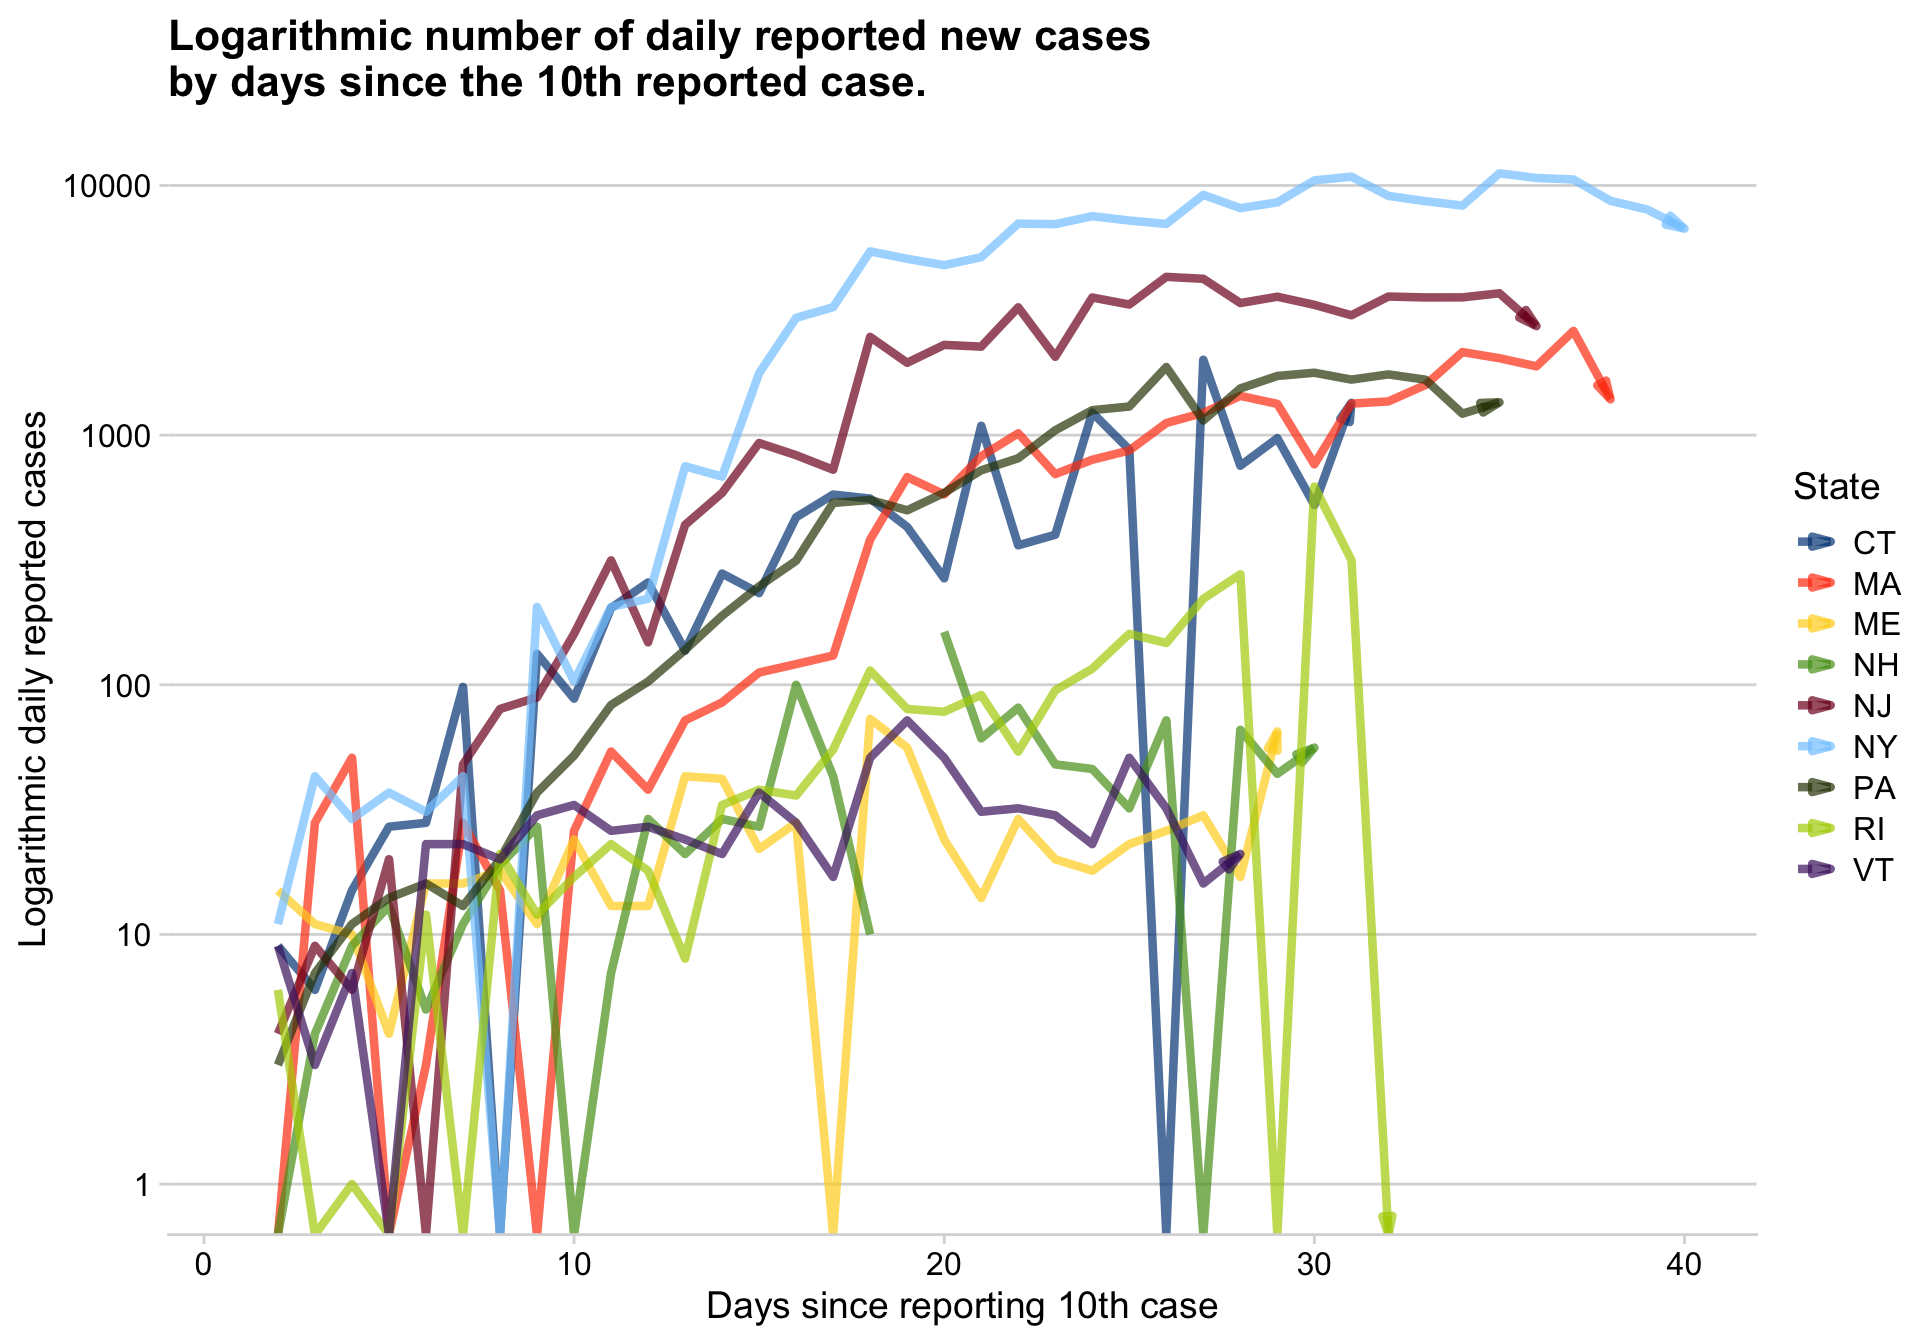 Logarithmic number of daily reported new cases
by days since the 10th reported case.
Logarithmic daily reported cases
10000
1000
100
10
1
0
10
20
30
40
Days since reporting 10th case
State
CT
MA
ME
NH
NJ
NY
PA
RI
VT